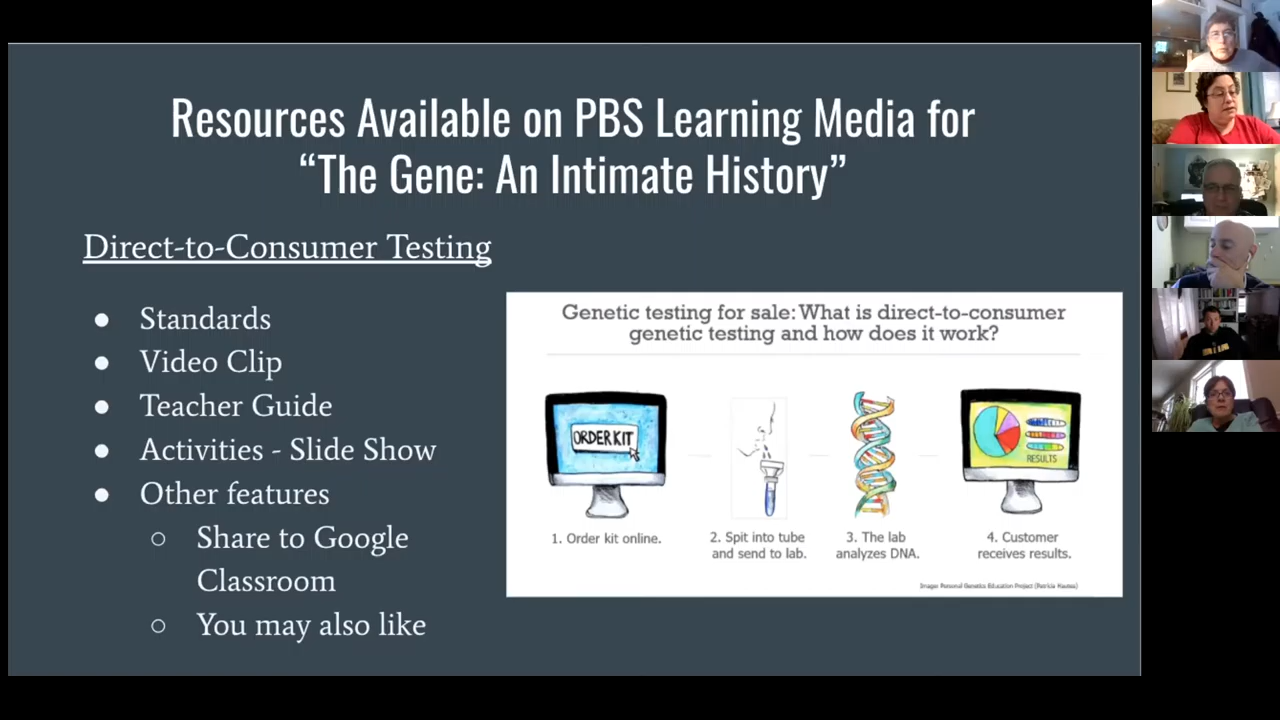 Resources Available on PBS Learning Media for
“The Gene: An Intimate History”
Direct-to-Consumer Testing
● Standards
● Video Clip
● Teacher Guide
● Activities - Slide Show
● Other features
○ Share to Google
Classroom
○ You may also like
Genetic testing for sale: What is direct-to-consumer
genetic testing and how does it work?
ORDER KIT
RESULTS
1. Order kit online.
2. Spit into tube
and send to lab.
3. The lab
analyzes DNA.
4. Customer
receives results.
Image: Personal Genetics Education Project